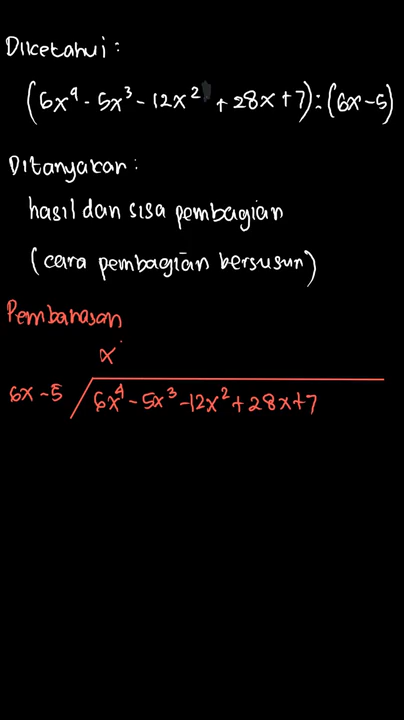 Diketahui:
(6x⁴ - 5x³ - 12x² + 28x + 7) : (6x - 5)
Ditanyakan:
hasil dan sisa pembagian
(cara pembagian bersusun)
Pembahasan
x
6x - 5 / 6x⁴ - 5x³ - 12x² + 28x + 7